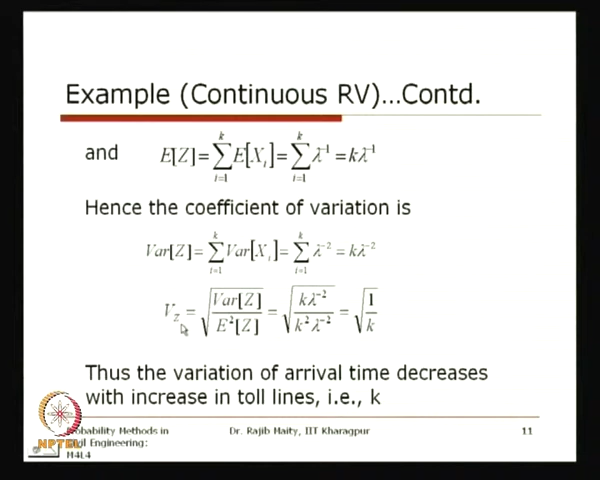 Example (Continuous RV)...Contd.
and E[Z]=∑_{i=1}^{k}E[X_i]=∑_{i=1}^{k}λ^{-1}=kλ^{-1}
Hence the coefficient of variation is
Var[Z]=∑_{i=1}^{k}Var[X_i]=∑_{i=1}^{k}λ^{-2}=kλ^{-2}
V_Z=√(Var[Z]/E²[Z])=√(kλ^{-2}/k²λ^{-2})=√(1/k)
Thus the variation of arrival time decreases
with increase in toll lines, i.e., k
Probability Methods in
Civil Engineering:
M4L4
Dr. Rajib Maity, IIT Kharagpur
11
NPTEL